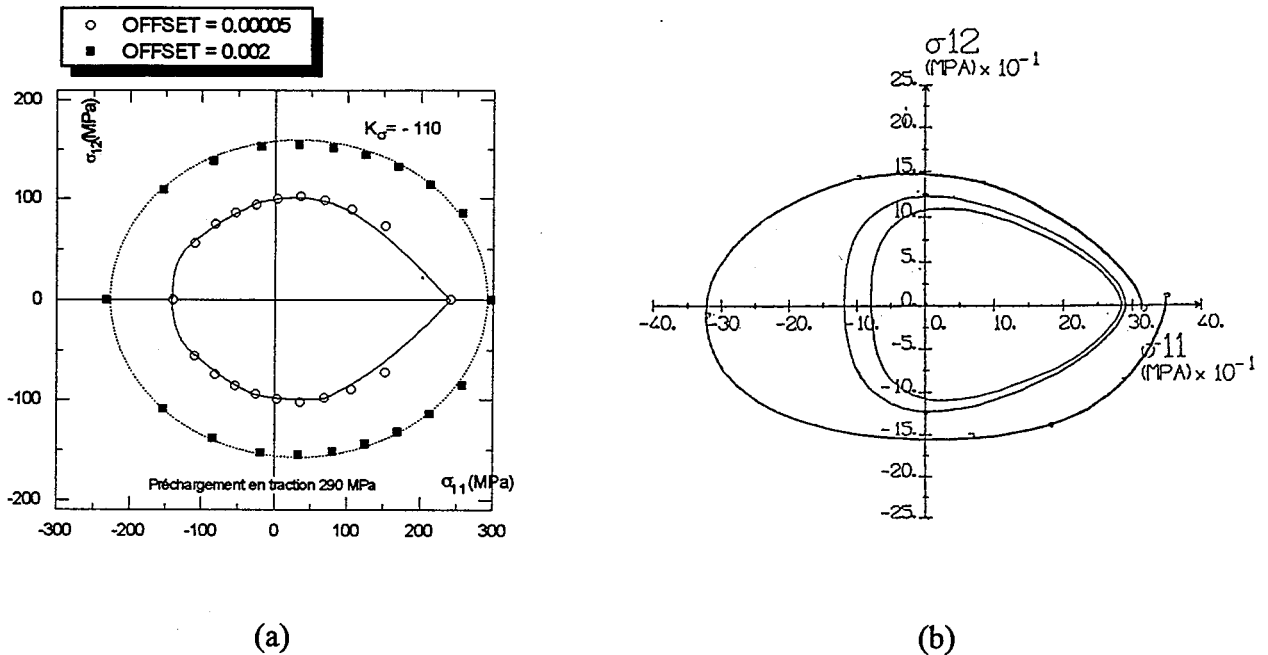 OFFSET = 0.00005
OFFSET = 0.002
200
100
0
-100
-200
σ12(MPa)
Kσ= - 110
Préchargement en traction 290 MPa
σ11(MPa)
-300 -200 -100 0 100 200 300
(a)
σ12
(MPA)× 10⁻¹
25.
20.
15.
10.
5.
0.
-5.
-10.
-15.
-20.
-25.
-40. -30. -20. -10. 10. 20. 30. 40.
σ11
(MPA)× 10⁻¹
(b)